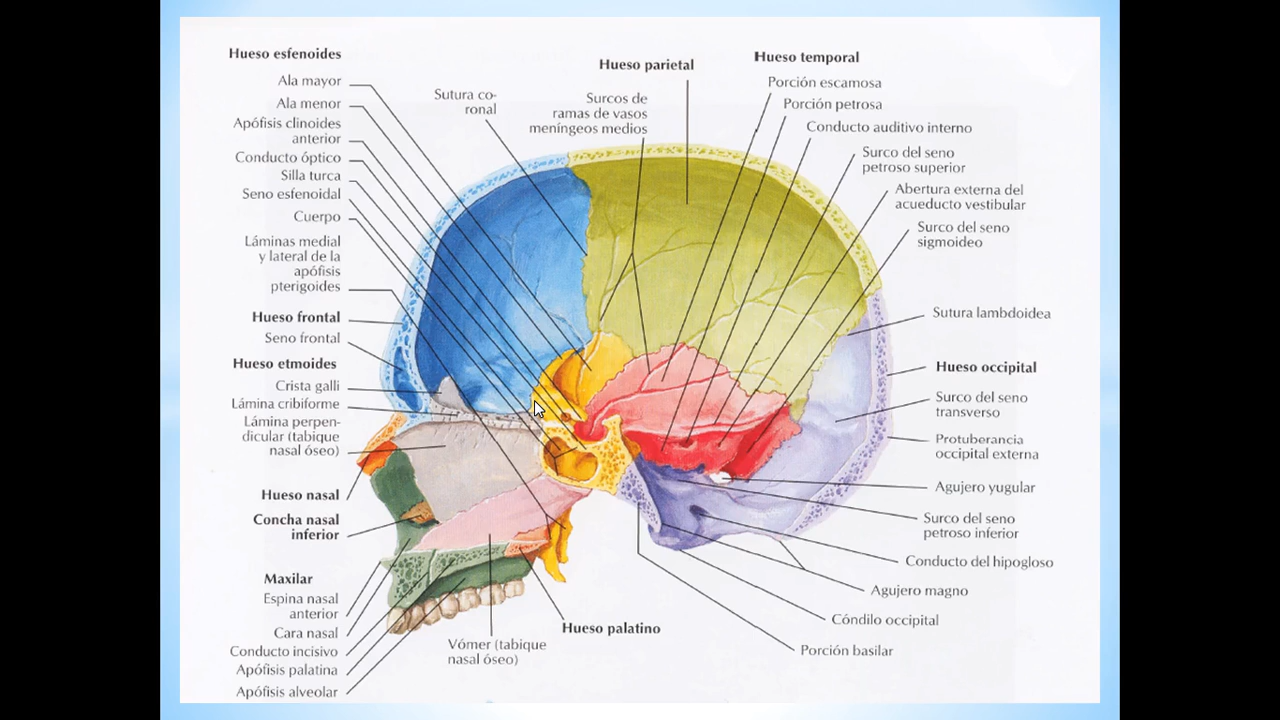 Hueso esfenoides
Ala mayor
Ala menor
Apófisis clinoides
anterior
Conducto óptico
Silla turca
Seno esfenoidal
Cuerpo
Láminas medial
y lateral de la
apófisis
pterigoides
Hueso frontal
Seno frontal
Hueso etmoides
Crista galli
Lámina cribiforme
Lámina perpen-
dicular (tabique
nasal óseo)
Hueso nasal
Concha nasal
inferior
Maxilar
Espina nasal
anterior
Cara nasal
Conducto incisivo
Apófisis palatina
Apófisis alveolar
Sutura co-
ronal
Surcos de
ramas de vasos
meníngeos medios
Hueso parietal
Hueso temporal
Porción escamosa
Porción petrosa
Conducto auditivo interno
Surco del seno
petroso superior
Abertura externa del
acueducto vestibular
Surco del seno
sigmoideo
Sutura lambdoidea
Hueso occipital
Surco del seno
transverso
Protuberancia
occipital externa
Agujero yugular
Surco del seno
petroso inferior
Conducto del hipogloso
Agujero magno
Cóndilo occipital
Porción basilar
Hueso palatino
Vómer (tabique
nasal óseo)